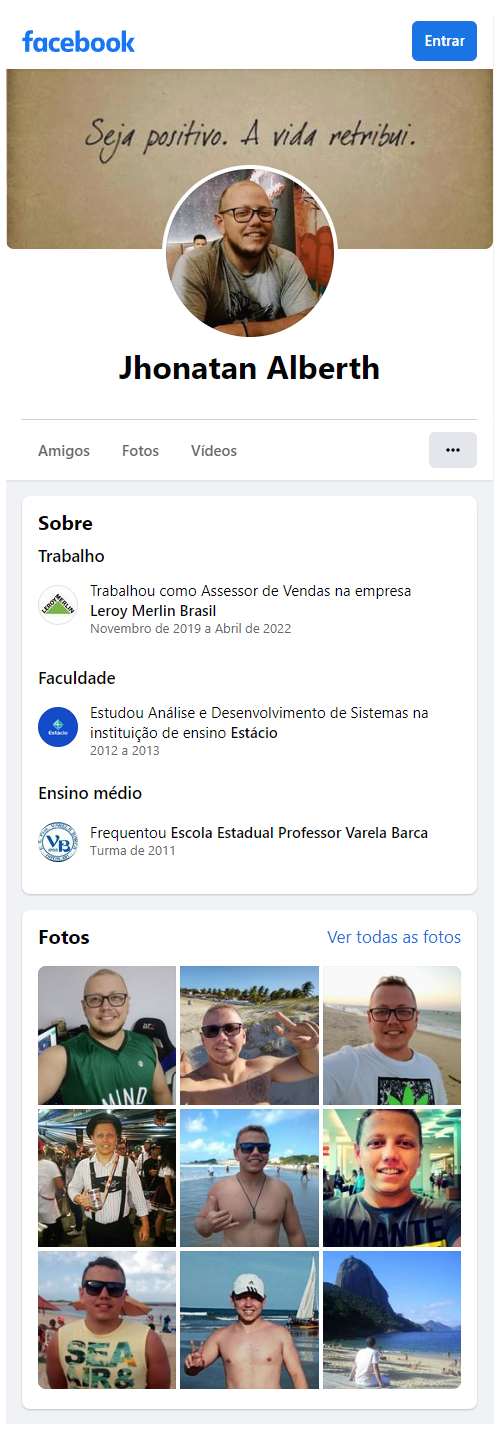 facebook
Entrar
Seja positivo. A vida retribui.
Jhonatan Alberth
Amigos
Fotos
Vídeos
Sobre
Trabalho
LEROY MERLIN
Trabalhou como Assessor de Vendas na empresa
Leroy Merlin Brasil
Novembro de 2019 a Abril de 2022
Faculdade
Estácio
Estudou Análise e Desenvolvimento de Sistemas na
instituição de ensino Estácio
2012 a 2013
Ensino médio
VB
Frequentou Escola Estadual Professor Varela Barca
Turma de 2011
Fotos
Ver todas as fotos
MIND
AMANTE
SEA
AIR&